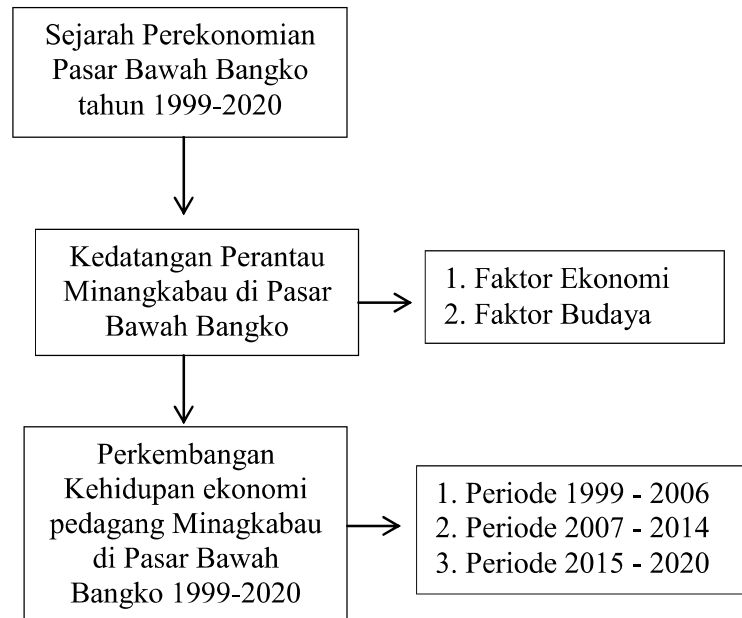 Sejarah Perekonomian
Pasar Bawah Bangko
tahun 1999-2020
Kedatangan Perantau
Minangkabau di Pasar
Bawah Bangko
1. Faktor Ekonomi
2. Faktor Budaya
Perkembangan
Kehidupan ekonomi
pedagang Minagkabau
di Pasar Bawah
Bangko 1999-2020
1. Periode 1999 - 2006
2. Periode 2007 - 2014
3. Periode 2015 - 2020